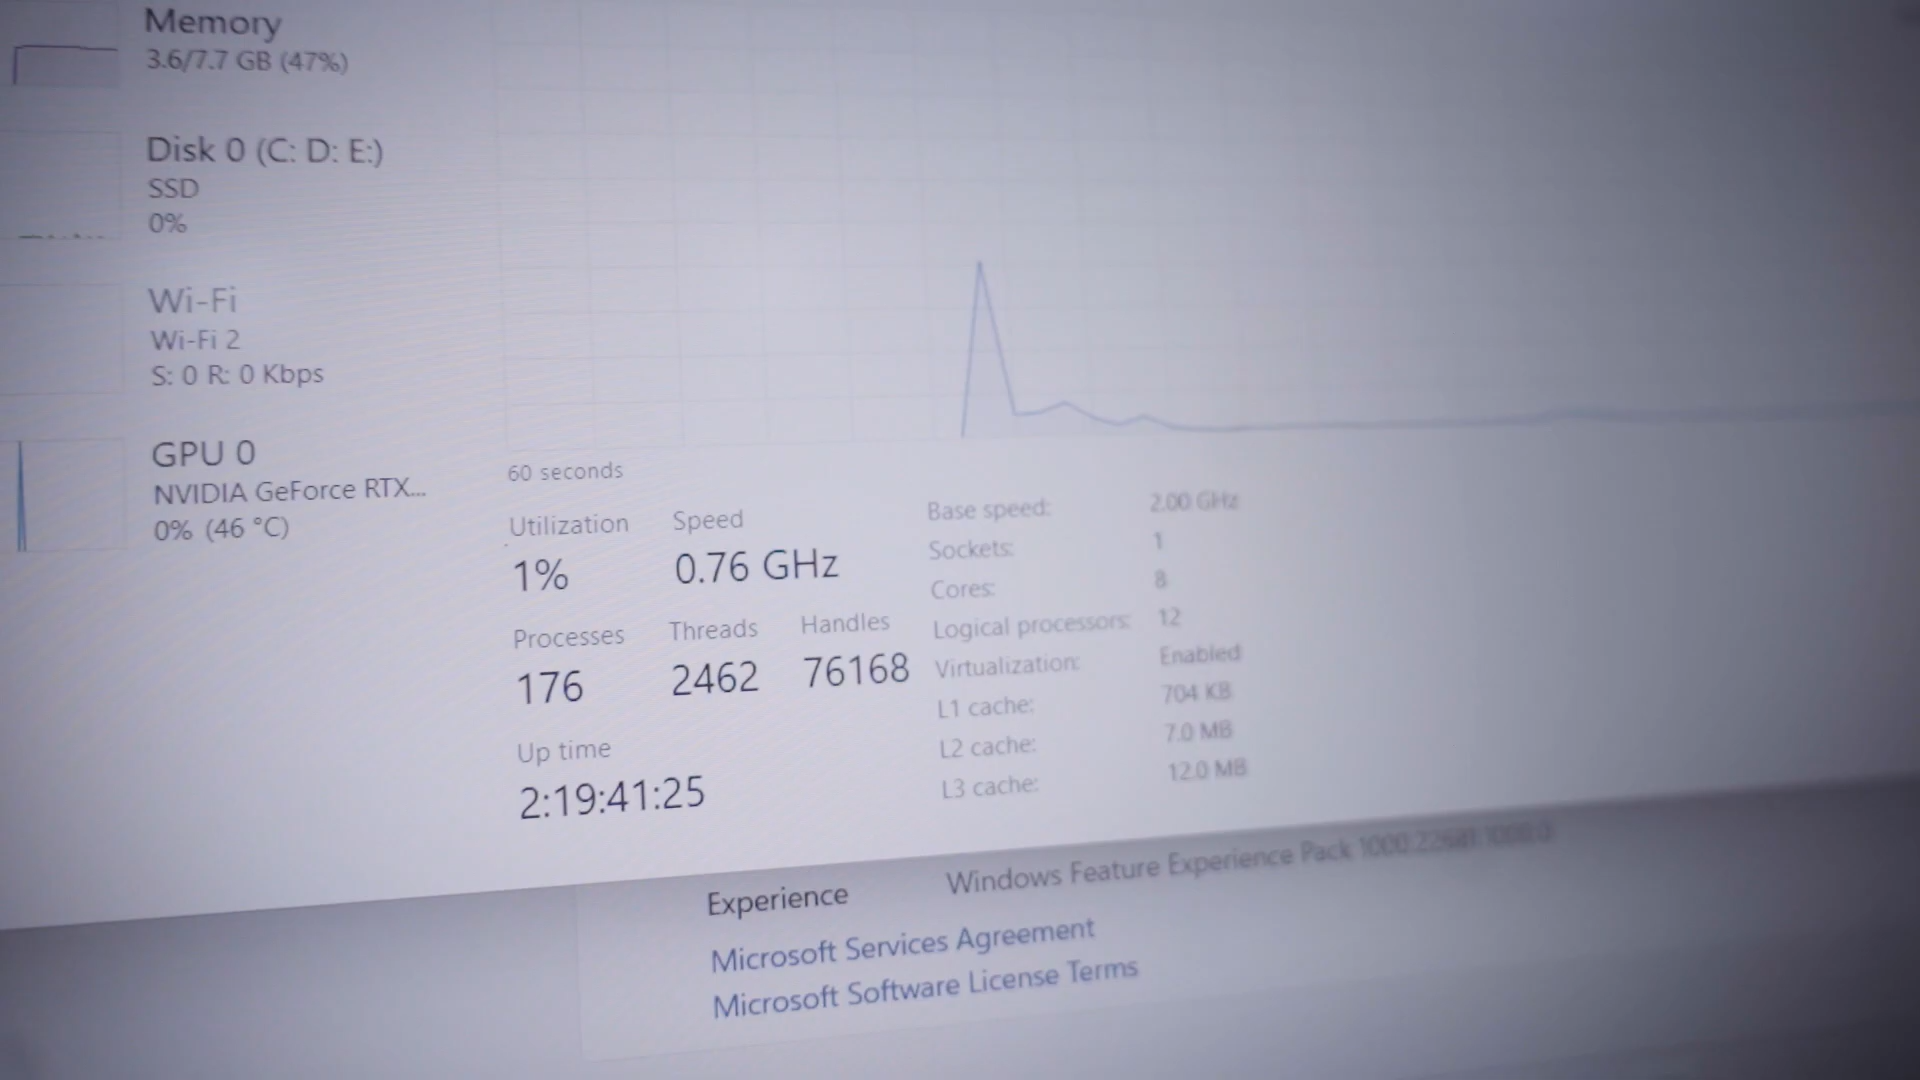 Memory
3.6/7.7 GB (47%)
Disk 0 (C: D: E:)
SSD
0%
Wi-Fi
Wi-Fi 2
S: 0 R: 0 Kbps
GPU 0
NVIDIA GeForce RTX...
0% (46 °C)
60 seconds
Utilization Speed
1% 0.76 GHz
Processes Threads Handles
176 2462 76168
Up time
2:19:41:25
Base speed: 2.00 GHz
Sockets: 1
Cores: 8
Logical processors: 12
Virtualization: Enabled
L1 cache: 704 KB
L2 cache: 7.0 MB
L3 cache: 12.0 MB
Experience Windows Feature Experience Pack
Microsoft Services Agreement
Microsoft Software License Terms